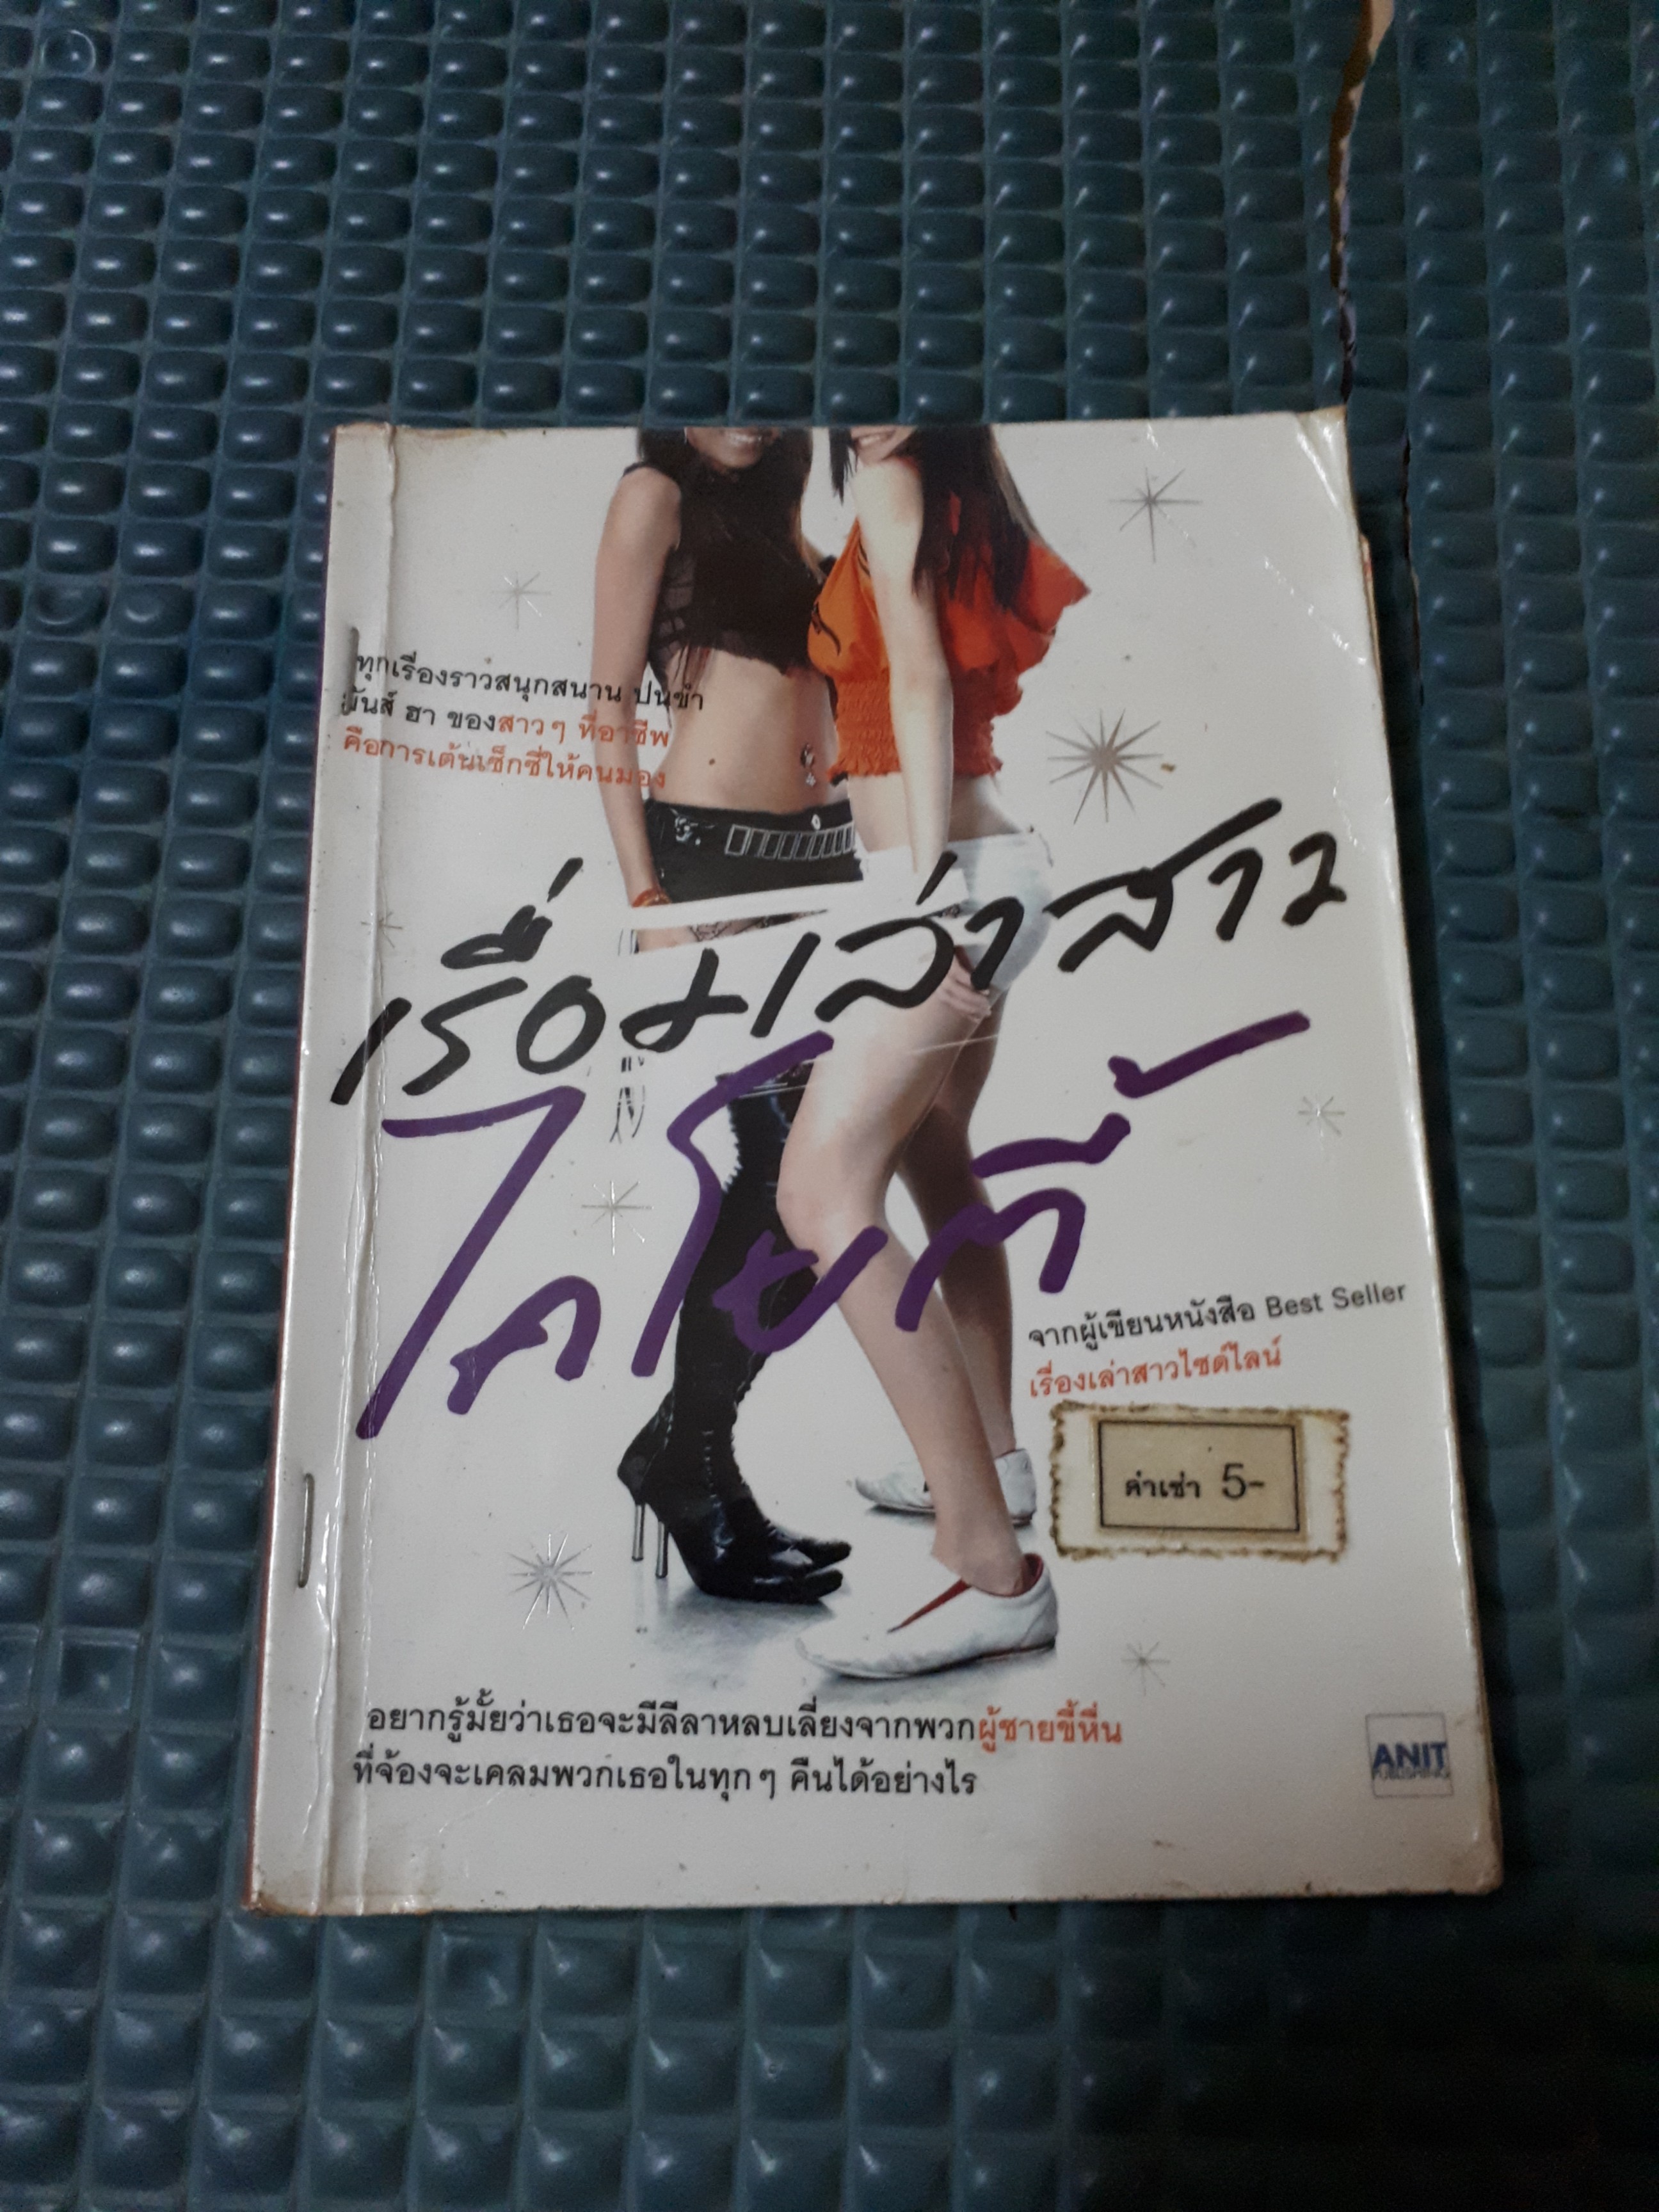 ทุกเรื่องราวสนุกสนาน ปนขำ
มันส์ ฮา ของสาวๆ ที่อาชีพ
คือการเต้นเซ็กซี่ให้คนมอง
เรื่องเล่าสาว
โคโยตี้
จากผู้เขียนหนังสือ Best Seller
เรื่องเล่าสาวไซด์ไลน์
ค่าเช่า 5-
อยากรู้มั้ยว่าเธอจะมีลีลาหลบเลี่ยงจากพวกผู้ชายขี้หื่น
ที่จ้องจะเคลมพวกเธอในทุกๆ คืนได้อย่างไร
ANIT